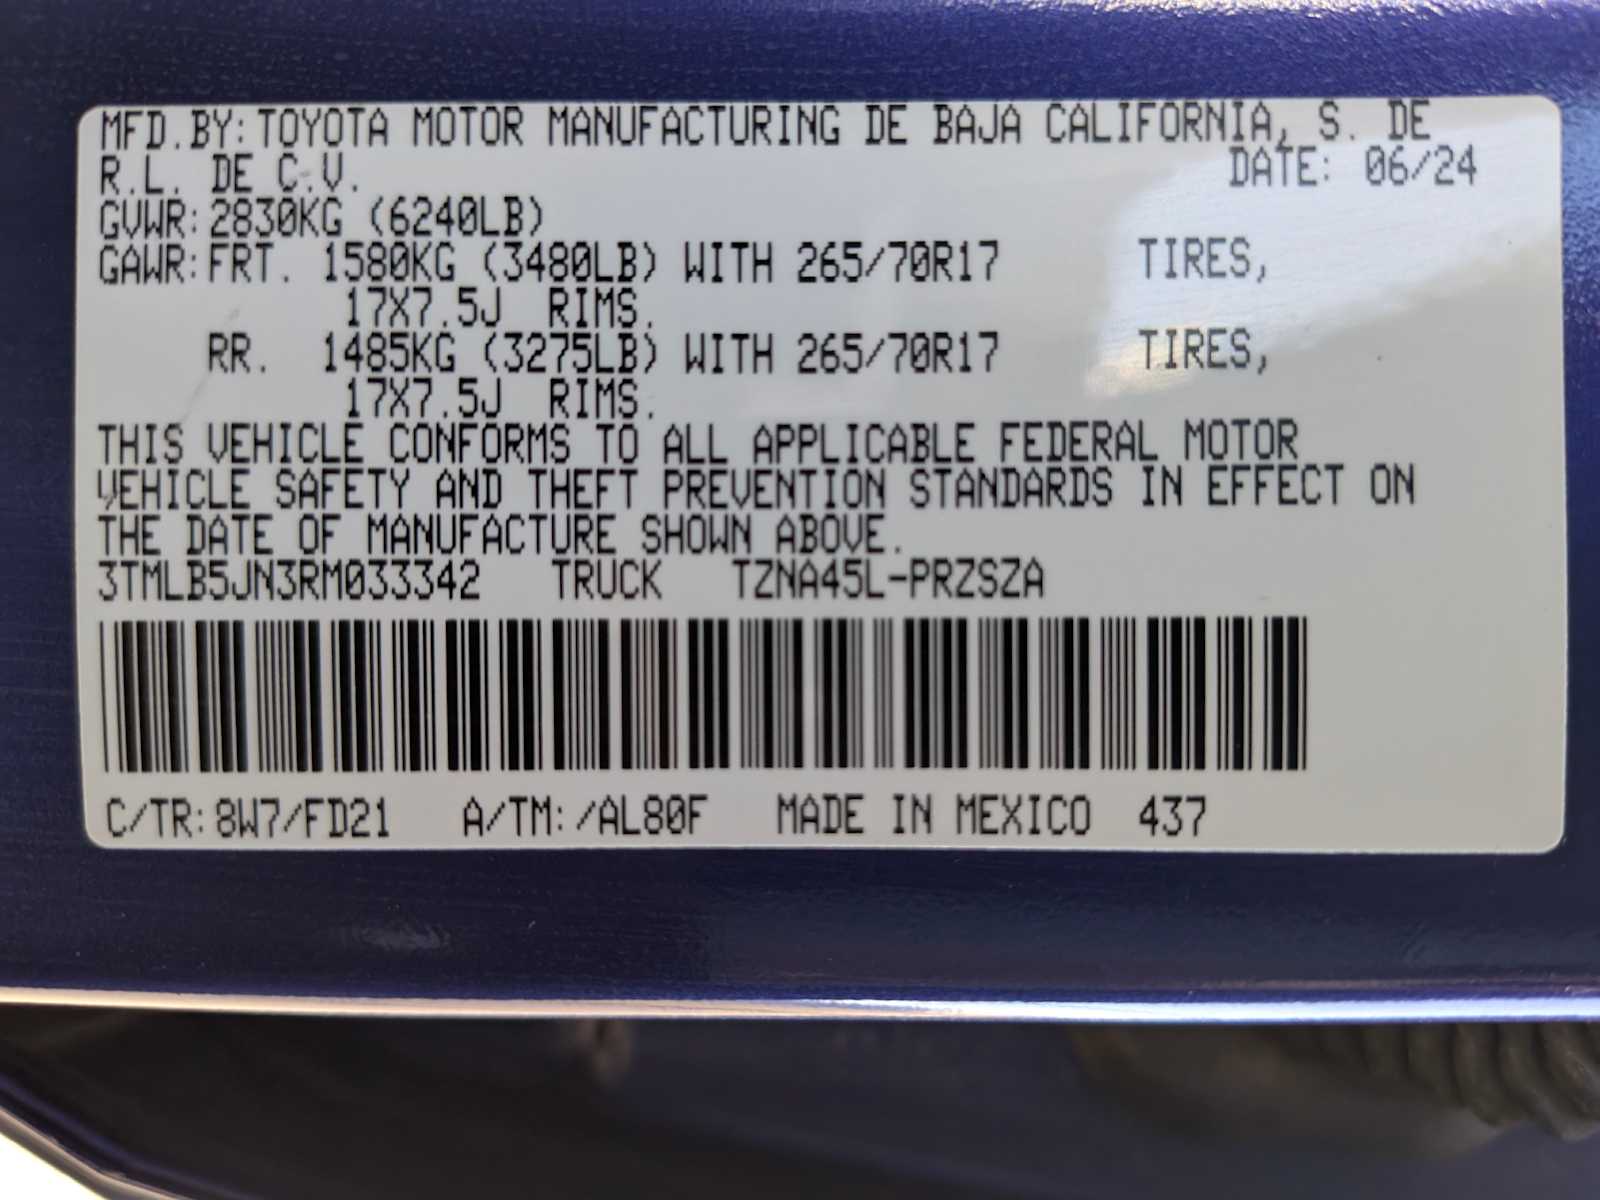 MFD.BY:TOYOTA MOTOR MANUFACTURING DE BAJA CALIFORNIA, S. DE
R.L. DE C.V. DATE: 06/24
GVWR:2830KG (6240LB)
GAWR:FRT. 1580KG (3480LB) WITH 265/70R17 TIRES,
17X7.5J RIMS.
RR. 1485KG (3275LB) WITH 265/70R17 TIRES,
17X7.5J RIMS.
THIS VEHICLE CONFORMS TO ALL APPLICABLE FEDERAL MOTOR
VEHICLE SAFETY AND THEFT PREVENTION STANDARDS IN EFFECT ON
THE DATE OF MANUFACTURE SHOWN ABOVE.
3TMLB5JN3RM033342 TRUCK TZNA45L-PRZSZA
C/TR:8W7/FD21 A/TM:/AL80F MADE IN MEXICO 437